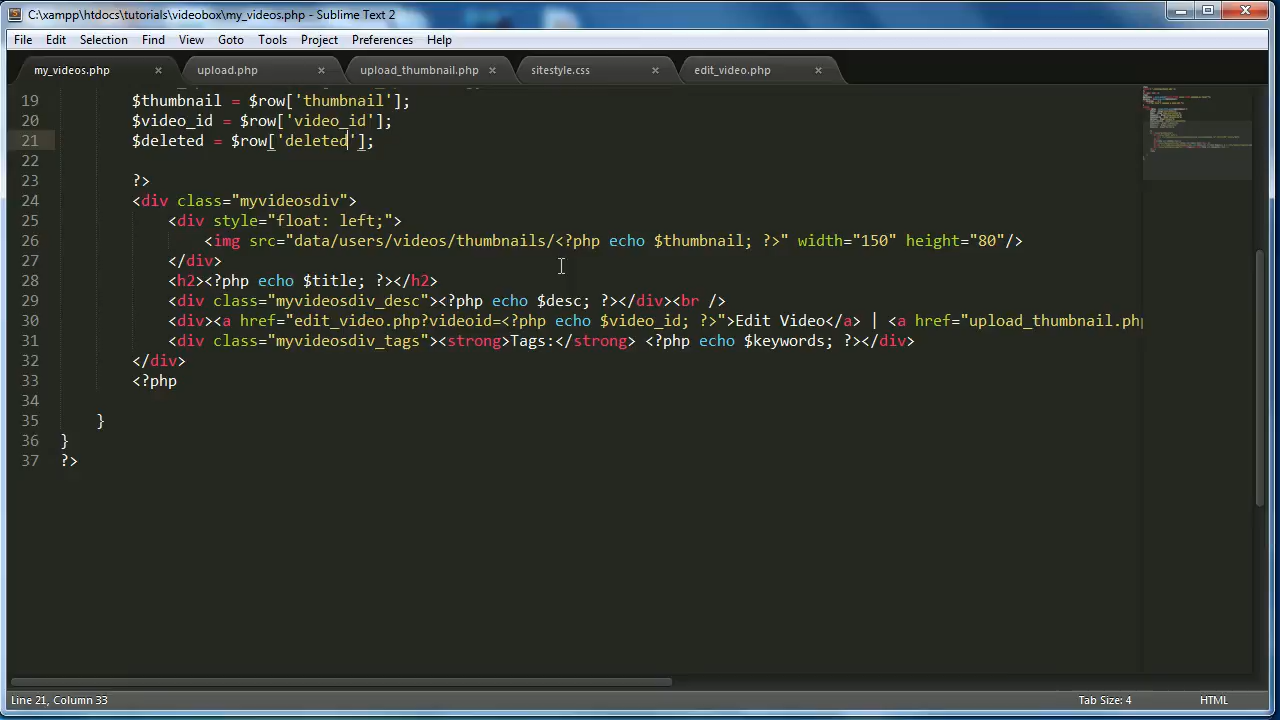 C:\xampp\htdocs\tutorials\videobox\my_videos.php - Sublime Text 2
File Edit Selection Find View Goto Tools Project Preferences Help
my_videos.php × upload.php × upload_thumbnail.php × sitestyle.css × edit_video.php ×
19 $thumbnail = $row['thumbnail'];
20 $video_id = $row['video_id'];
21 $deleted = $row['deleted'];
22
23 ?>
24 <div class="myvideosdiv">
25 <div style="float: left;">
26 <img src="data/users/videos/thumbnails/<?php echo $thumbnail; ?>" width="150" height="80"/>
27 </div>
28 <h2><?php echo $title; ?></h2>
29 <div class="myvideosdiv_desc"><?php echo $desc; ?></div><br />
30 <div><a href="edit_video.php?videoid=<?php echo $video_id; ?>">Edit Video</a> | <a href="upload_thumbnail.php
31 <div class="myvideosdiv_tags"><strong>Tags:</strong> <?php echo $keywords; ?></div>
32 </div>
33 <?php
34
35 }
36 }
37 ?>
Line 21, Column 33 Tab Size: 4 HTML